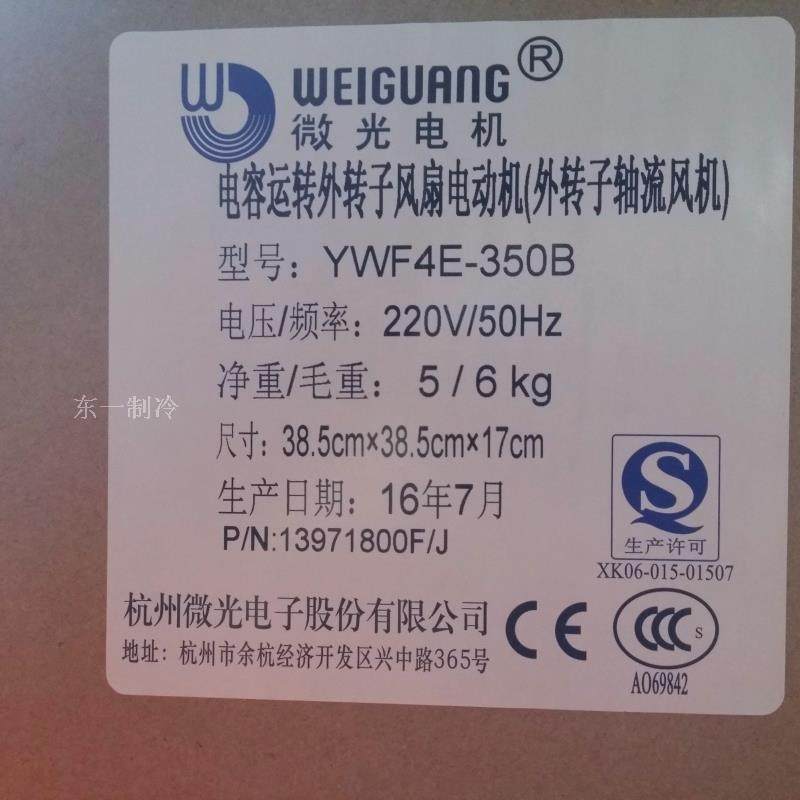 WEIGUANG®
微光电机
电容运转外转子风扇电动机(外转子轴流风机)
型号：YWF4E-350B
电压/频率：220V/50Hz
净重/毛重：5 / 6 kg
东一制冷
尺寸：38.5cm×38.5cm×17cm
生产日期：16年7月
P/N:13971800F/J
S
生产许可
XK06-015-01507
杭州微光电子股份有限公司
地址：杭州市余杭经济开发区兴中路365号
CE
CCC S
A069842